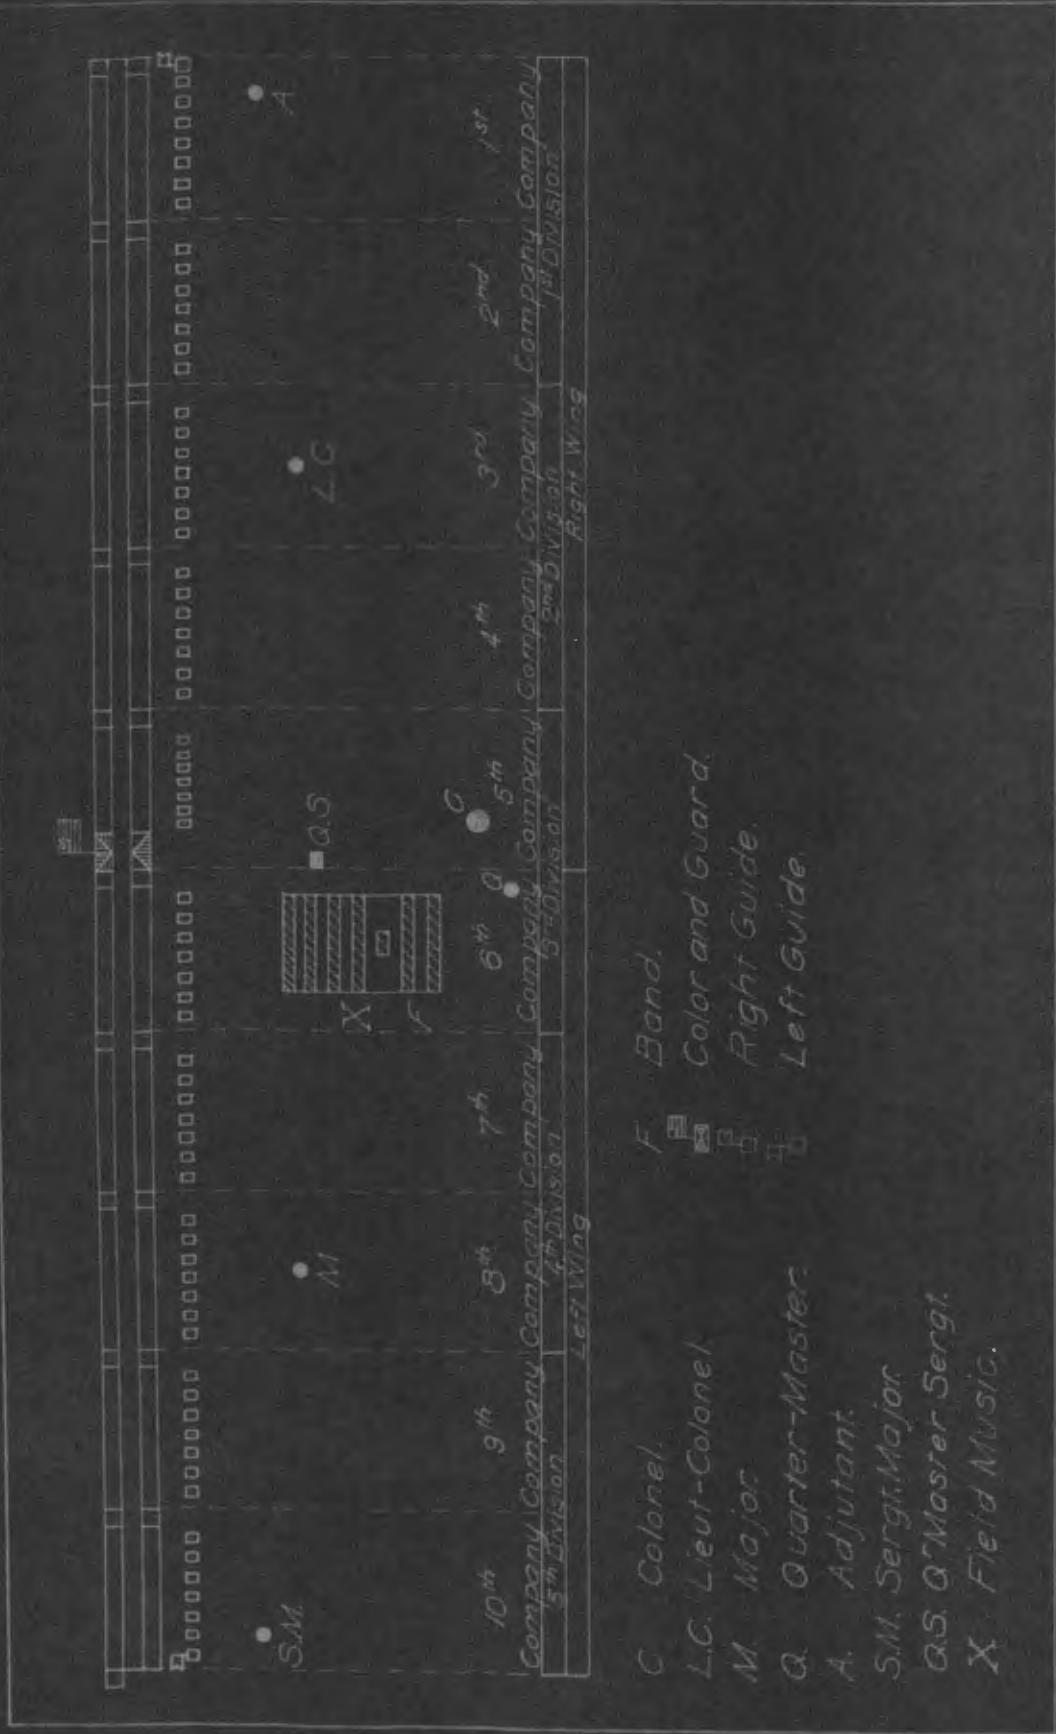 S.M.
M
X
F
Q.S.
L.C
A
Q
C
10th 9th 8th 7th 6th 5th 4th 3rd 2nd 1st
Company Company Company Company Company Company Company Company Company Company
5th Division 4th Division 3rd Division 2nd Division 1st Division
Left Wing Right Wing
C Colonel.
L.C. Lieut-Colonel.
M Major.
Q. Quarter-Master.
A. Adjutant.
S.M. Sergt. Major.
Q.S. Qr Master Sergt.
X Field Music.
F Band.
Color and Guard.
Right Guide.
Left Guide.